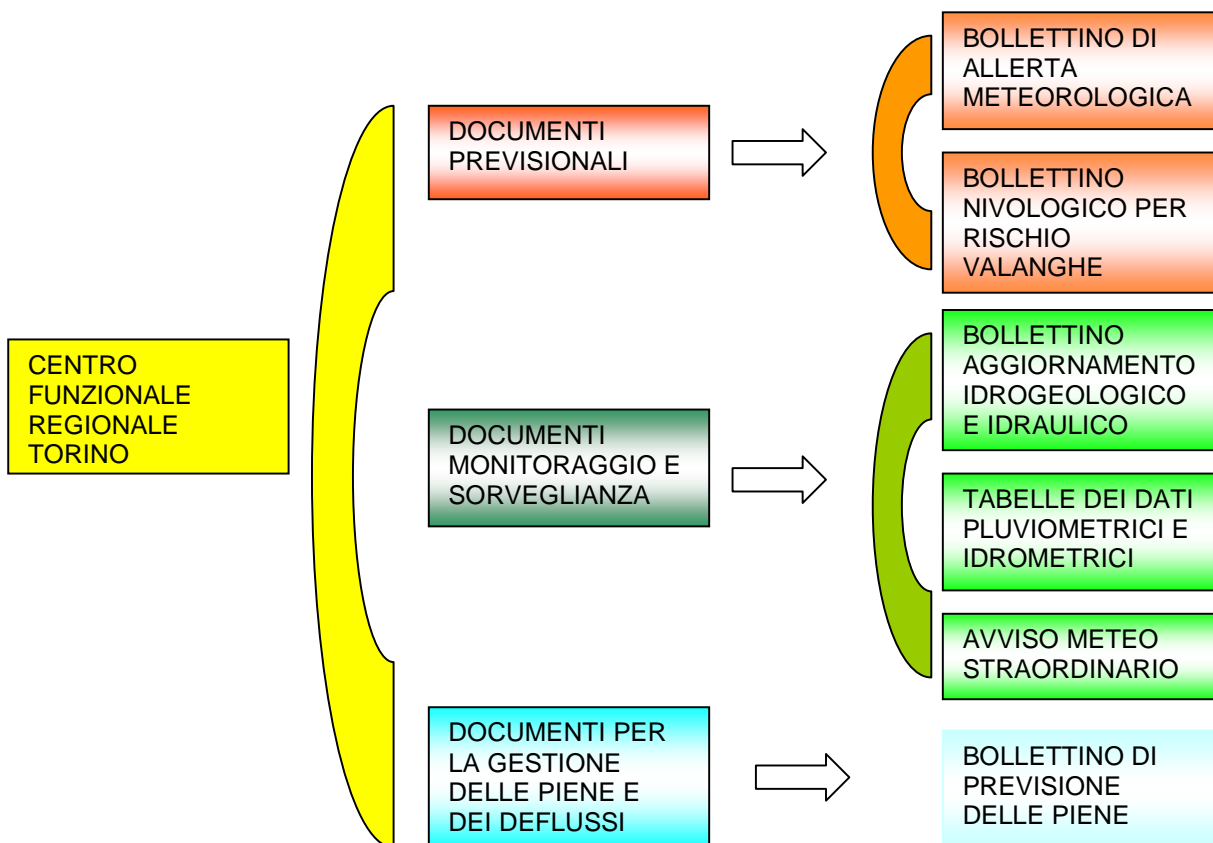 CENTRO
FUNZIONALE
REGIONALE
TORINO
DOCUMENTI
PREVISIONALI
BOLLETTINO DI
ALLERTA
METEOROLOGICA
BOLLETTINO
NIVOLOGICO PER
RISCHIO
VALANGHE
DOCUMENTI
MONITORAGGIO E
SORVEGLIANZA
BOLLETTINO
AGGIORNAMENTO
IDROGEOLOGICO
E IDRAULICO
TABELLE DEI DATI
PLUVIOMETRICI E
IDROMETRICI
AVVISO METEO
STRAORDINARIO
DOCUMENTI PER
LA GESTIONE
DELLE PIENE E
DEI DEFLUSSI
BOLLETTINO DI
PREVISIONE
DELLE PIENE